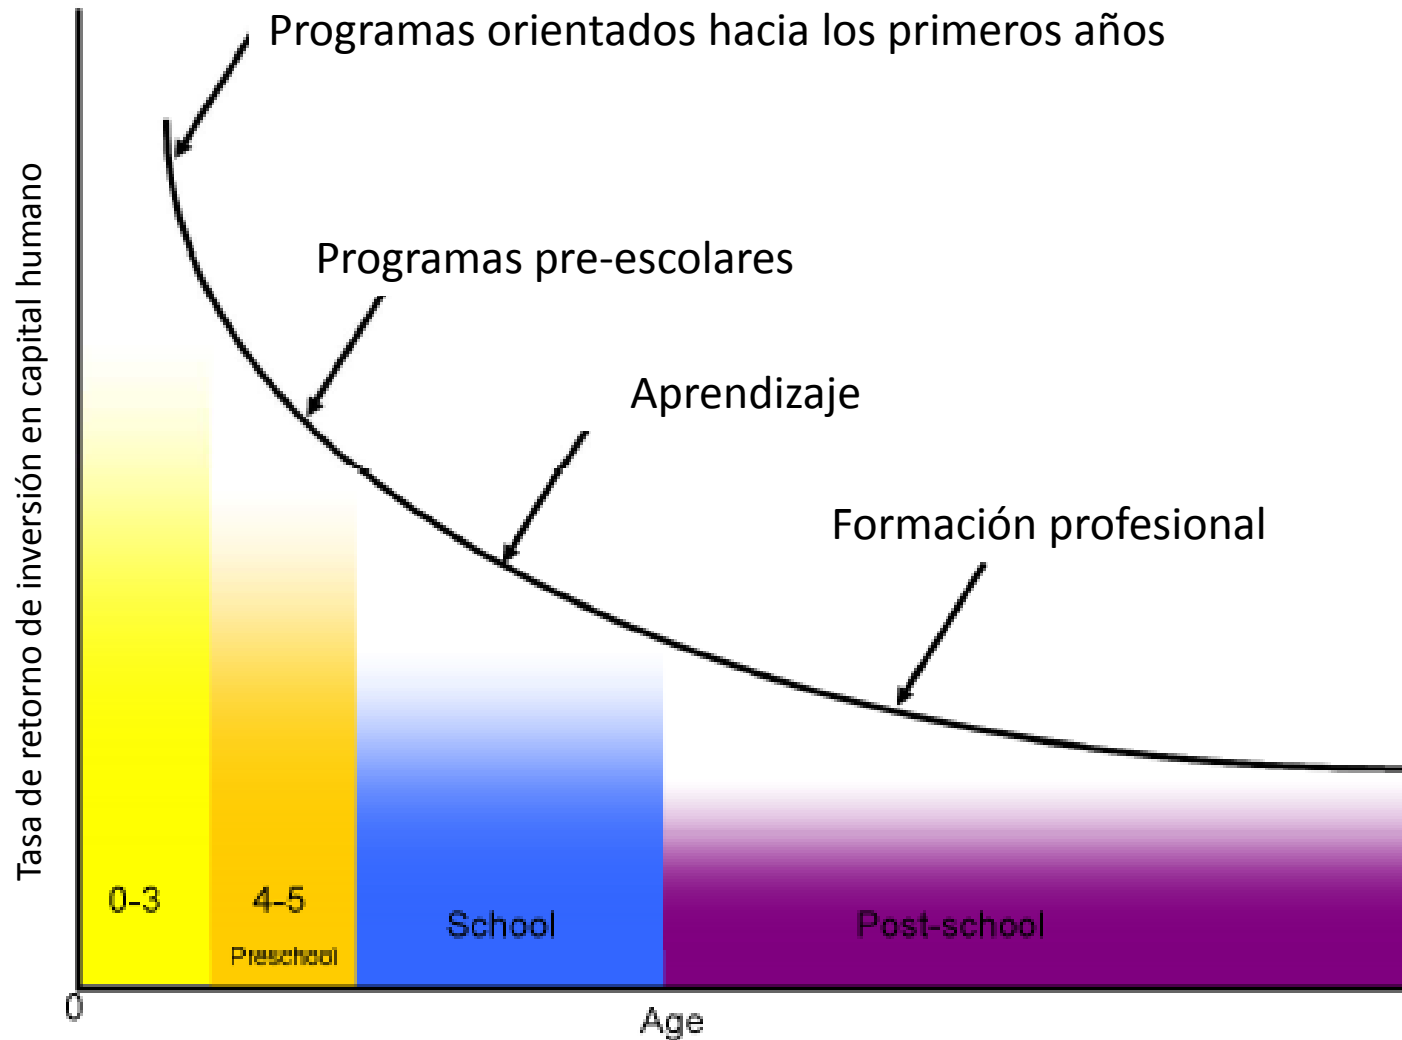 Programas orientados hacia los primeros años
Tasa de retorno de inversión en capital humano
Programas pre-escolares
Aprendizaje
Formación profesional
0-3
4-5
Preschool
School
Post-school
0
Age